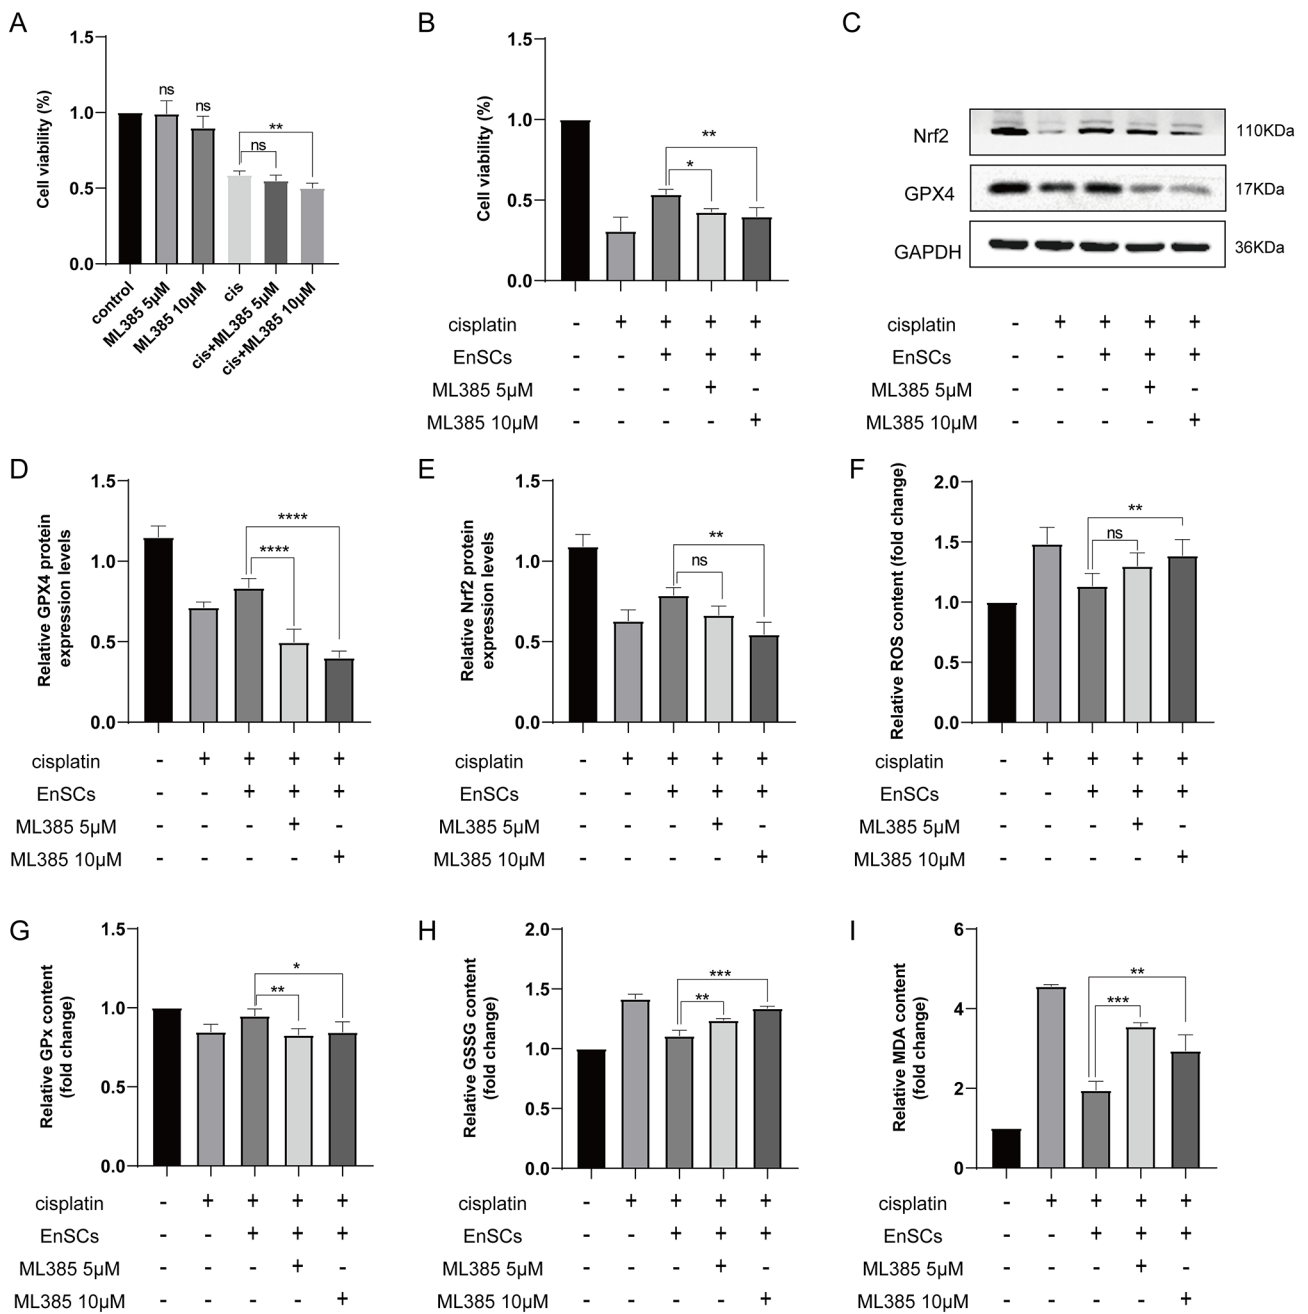 A
Cell viability (%)
1.5
1.0
0.5
0.0
ns
ns
ns
**
control
ML385 5μM
ML385 10μM
cis
cis+ML385 5μM
cis+ML385 10μM
B
Cell viability (%)
1.5
1.0
0.5
0.0
**
*
cisplatin - + + + +
EnSCs - - + + +
ML385 5μM - - - + -
ML385 10μM - - - - +
C
Nrf2 110KDa
GPX4 17KDa
GAPDH 36KDa
cisplatin - + + + +
EnSCs - - + + +
ML385 5μM - - - + -
ML385 10μM - - - - +
D
Relative GPX4 protein
expression levels
1.5
1.0
0.5
0.0
****
****
cisplatin - + + + +
EnSCs - - + + +
ML385 5μM - - - + -
ML385 10μM - - - - +
E
Relative Nrf2 protein
expression levels
1.5
1.0
0.5
0.0
**
ns
cisplatin - + + + +
EnSCs - - + + +
ML385 5μM - - - + -
ML385 10μM - - - - +
F
Relative ROS content (fold change)
2.0
1.5
1.0
0.5
0.0
**
ns
cisplatin - + + + +
EnSCs - - + + +
ML385 5μM - - - + -
ML385 10μM - - - - +
G
Relative GPx content
(fold change)
1.5
1.0
0.5
0.0
*
**
cisplatin - + + + +
EnSCs - - + + +
ML385 5μM - - - + -
ML385 10μM - - - - +
H
Relative GSSG content
(fold change)
2.0
1.5
1.0
0.5
0.0
***
**
cisplatin - + + + +
EnSCs - - + + +
ML385 5μM - - - + -
ML385 10μM - - - - +
I
Relative MDA content
(fold change)
6
4
2
0
**
***
cisplatin - + + + +
EnSCs - - + + +
ML385 5μM - - - + -
ML385 10μM - - - - +